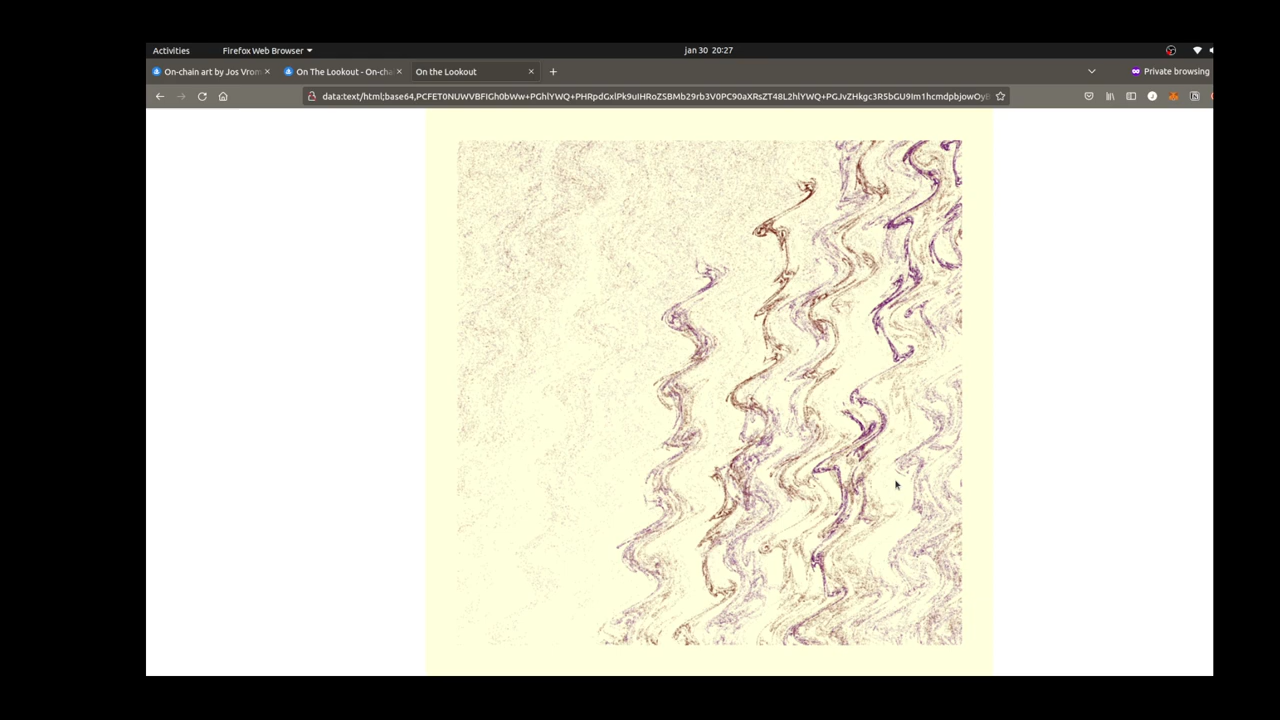 Activities Firefox Web Browser jan 30 20:27
On-chain art by Jos Vrom On The Lookout - On-cha On the Lookout Private browsing
data:text/html;base64,PCFET0NUWVBFIGh0bWw+PGhlYWQ+PHRpdGxlPk9uIHRoZSBMb29rb3V0PC90aXRsZT48L2hlYWQ+PGJvZHkgc3R5bGU9Im1hcmdpbjowOyB